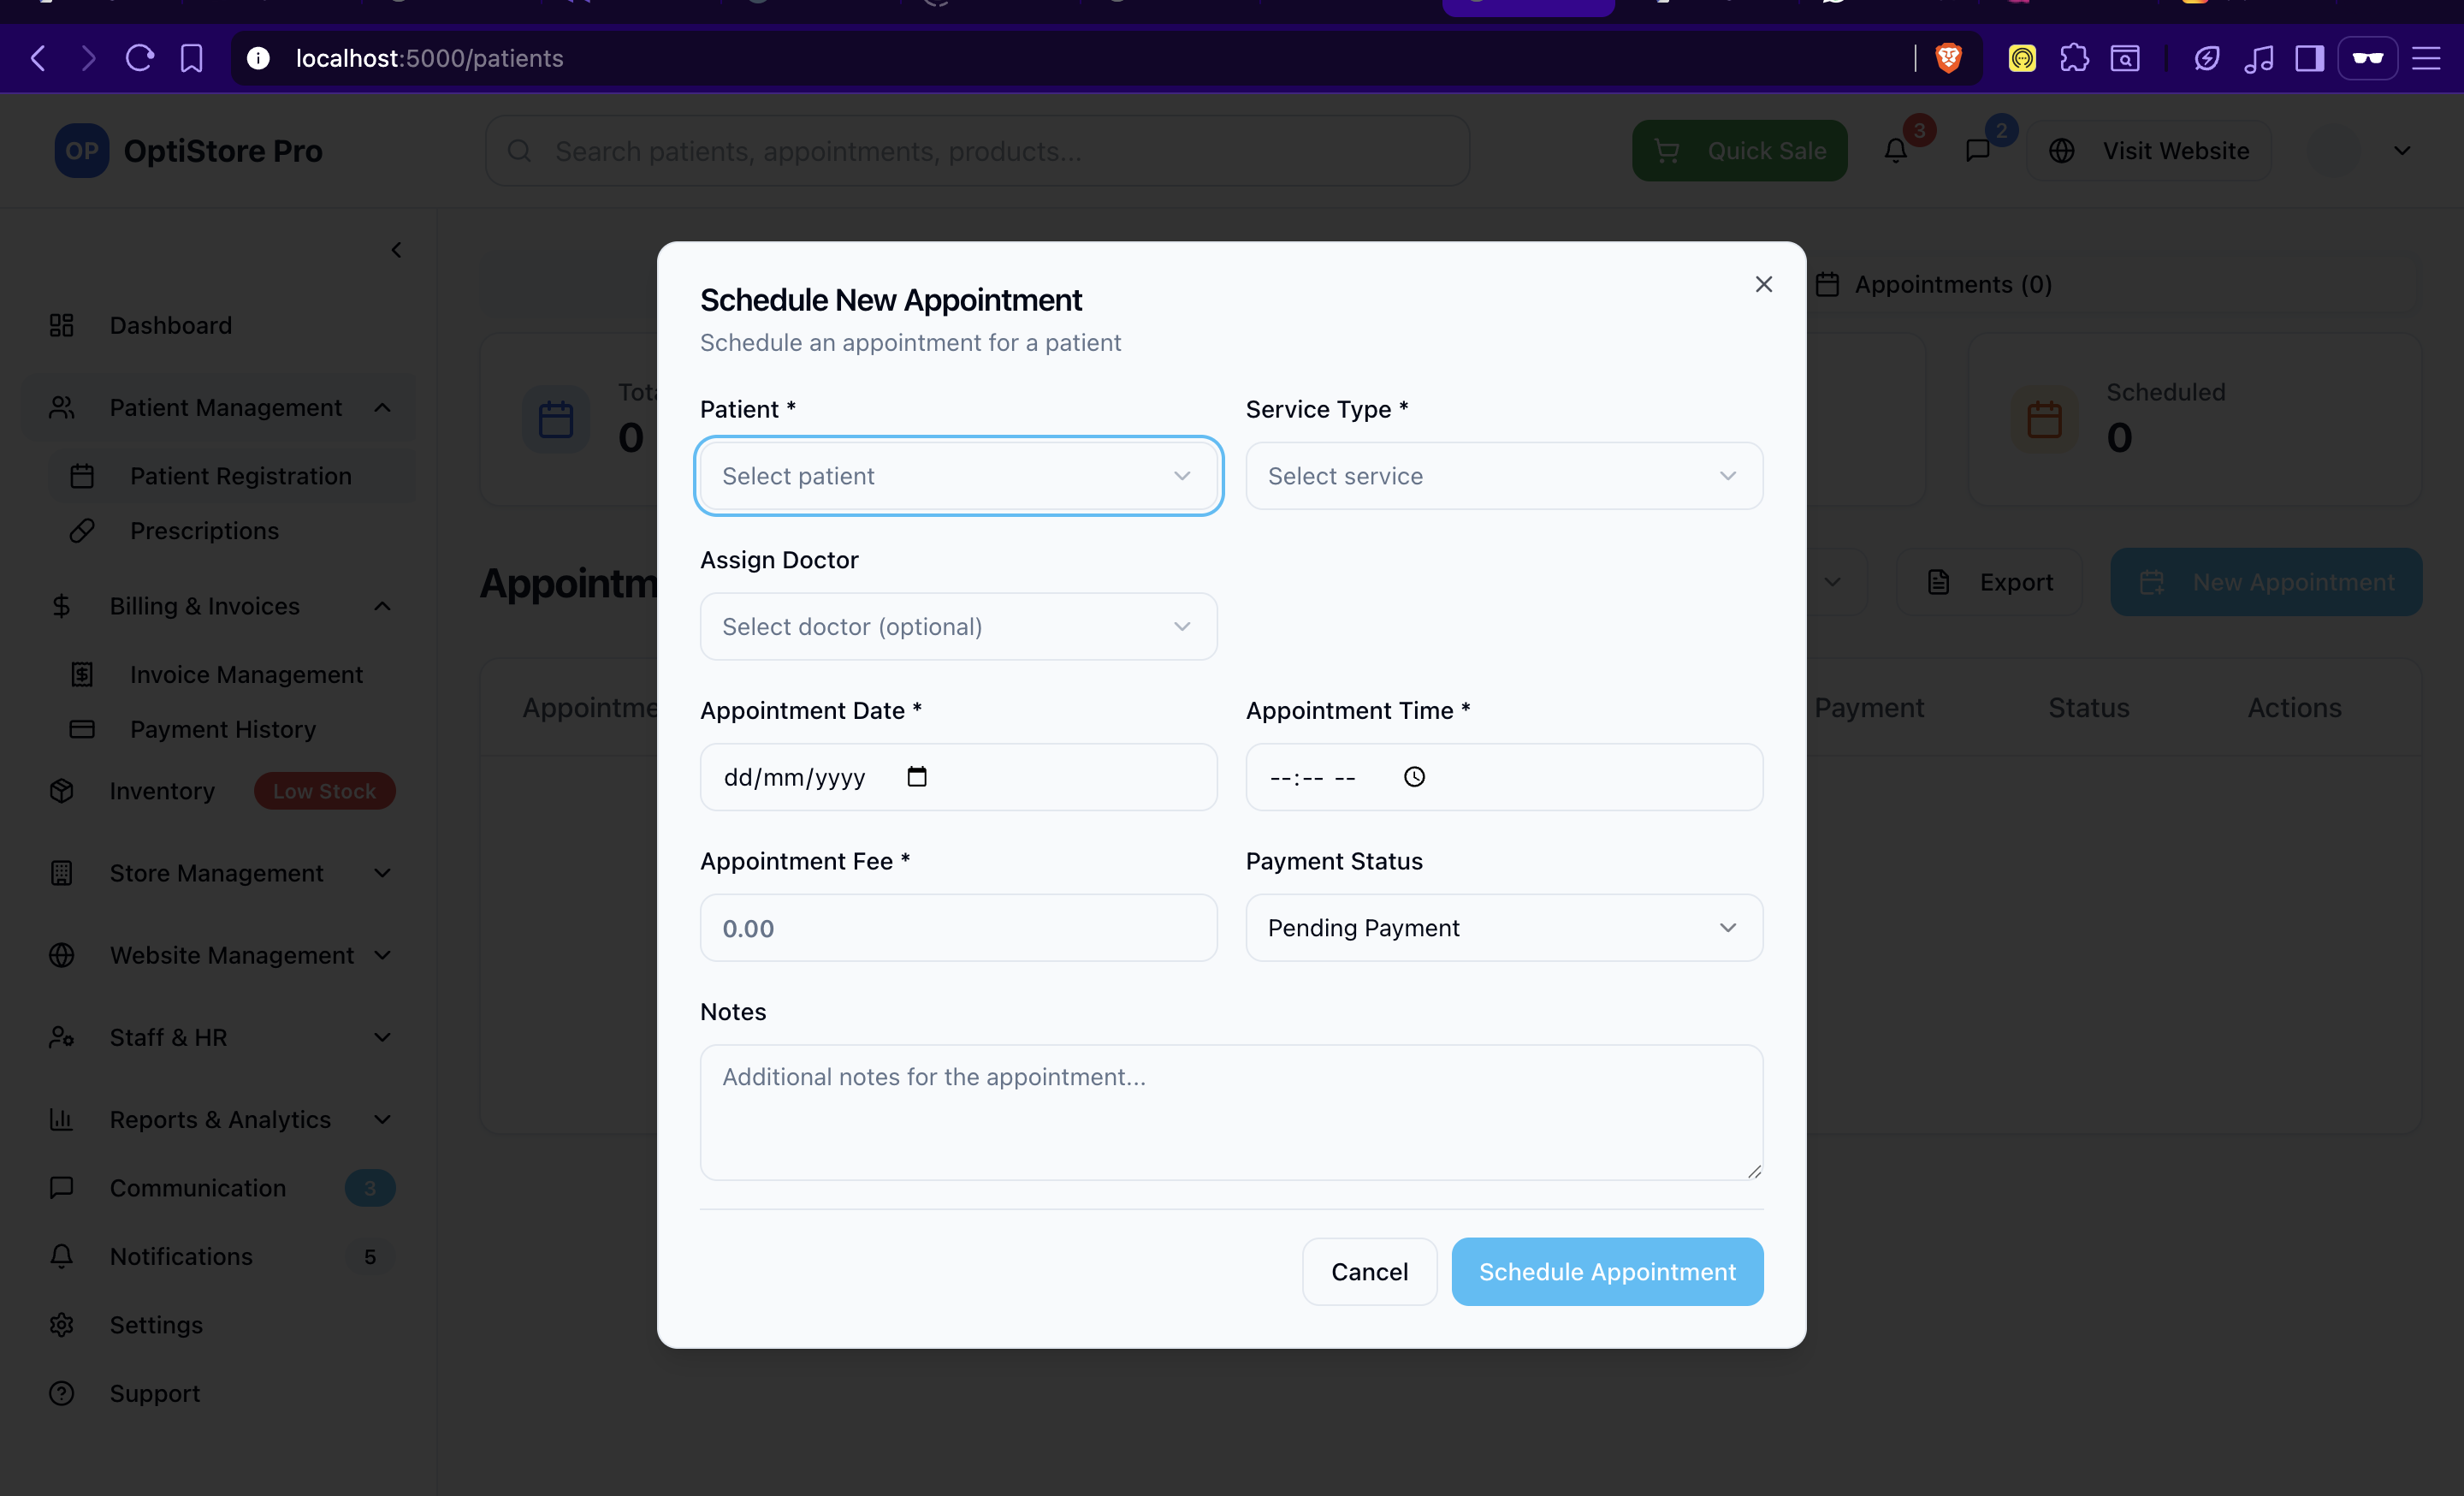 localhost:5000/patients
OP OptiStore Pro
Search patients, appointments, products...
Quick Sale
3
2
Visit Website
Dashboard
Patient Management
Patient Registration
Prescriptions
Billing & Invoices
Invoice Management
Payment History
Inventory Low Stock
Store Management
Website Management
Staff & HR
Reports & Analytics
Communication 3
Notifications 5
Settings
Support
Appointments (0)
0
Scheduled
0
Export
New Appointment
Payment Status Actions
Schedule New Appointment
Schedule an appointment for a patient
Patient * Service Type *
Select patient Select service
Assign Doctor
Select doctor (optional)
Appointment Date * Appointment Time *
dd/mm/yyyy --:-- --
Appointment Fee * Payment Status
0.00 Pending Payment
Notes
Additional notes for the appointment...
Cancel Schedule Appointment